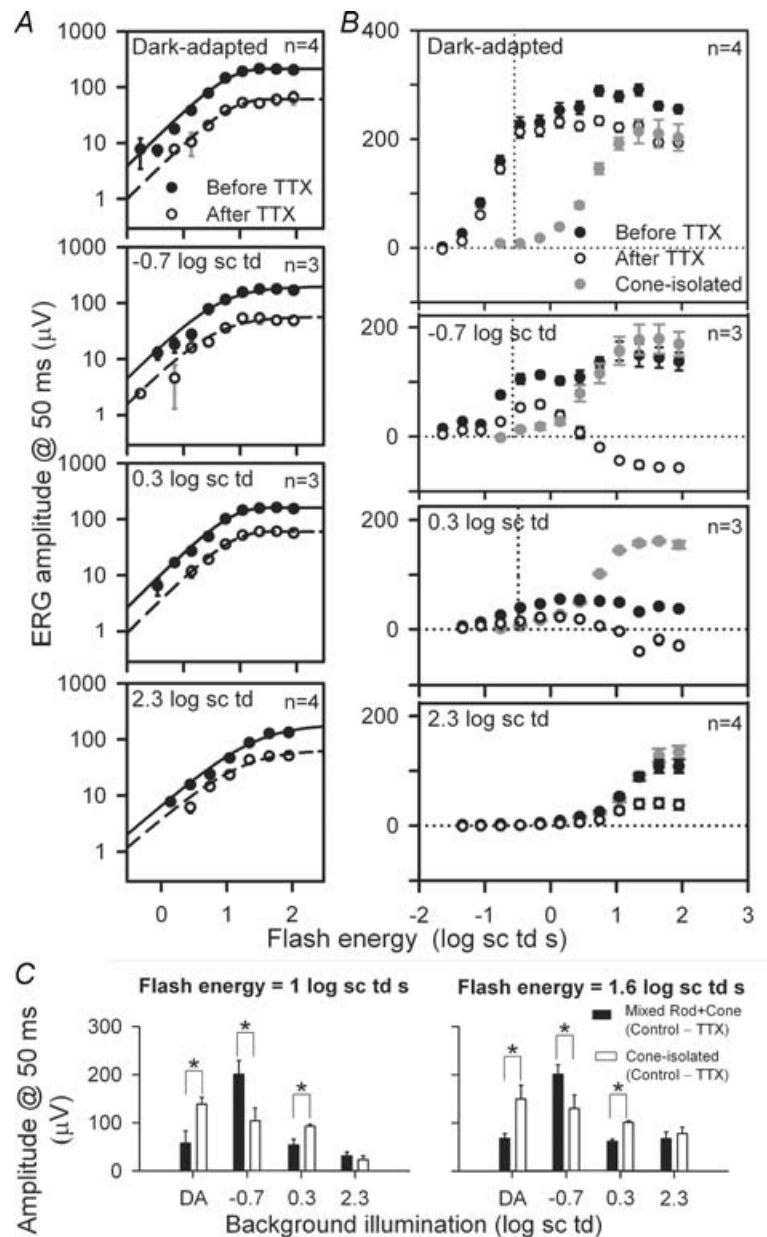 A
B
Dark-adapted n=4
1000
100
10
1
Before TTX
After TTX
-0.7 log sc td n=3
1000
100
10
1
0.3 log sc td n=3
1000
100
10
1
2.3 log sc td n=4
1000
100
10
1
0 1 2
ERG amplitude @ 50 ms (μV)
Dark-adapted n=4
400
200
0
Before TTX
After TTX
Cone-isolated
-0.7 log sc td n=3
200
0
0.3 log sc td n=3
200
0
2.3 log sc td n=4
200
0
-2 -1 0 1 2 3
Flash energy (log sc td s)
C
Flash energy = 1 log sc td s
Flash energy = 1.6 log sc td s
Mixed Rod+Cone
(Control – TTX)
Cone-isolated
(Control – TTX)
Amplitude @ 50 ms
(μV)
300
200
100
0
* * *
* * *
DA -0.7 0.3 2.3
DA -0.7 0.3 2.3
Background illumination (log sc td)